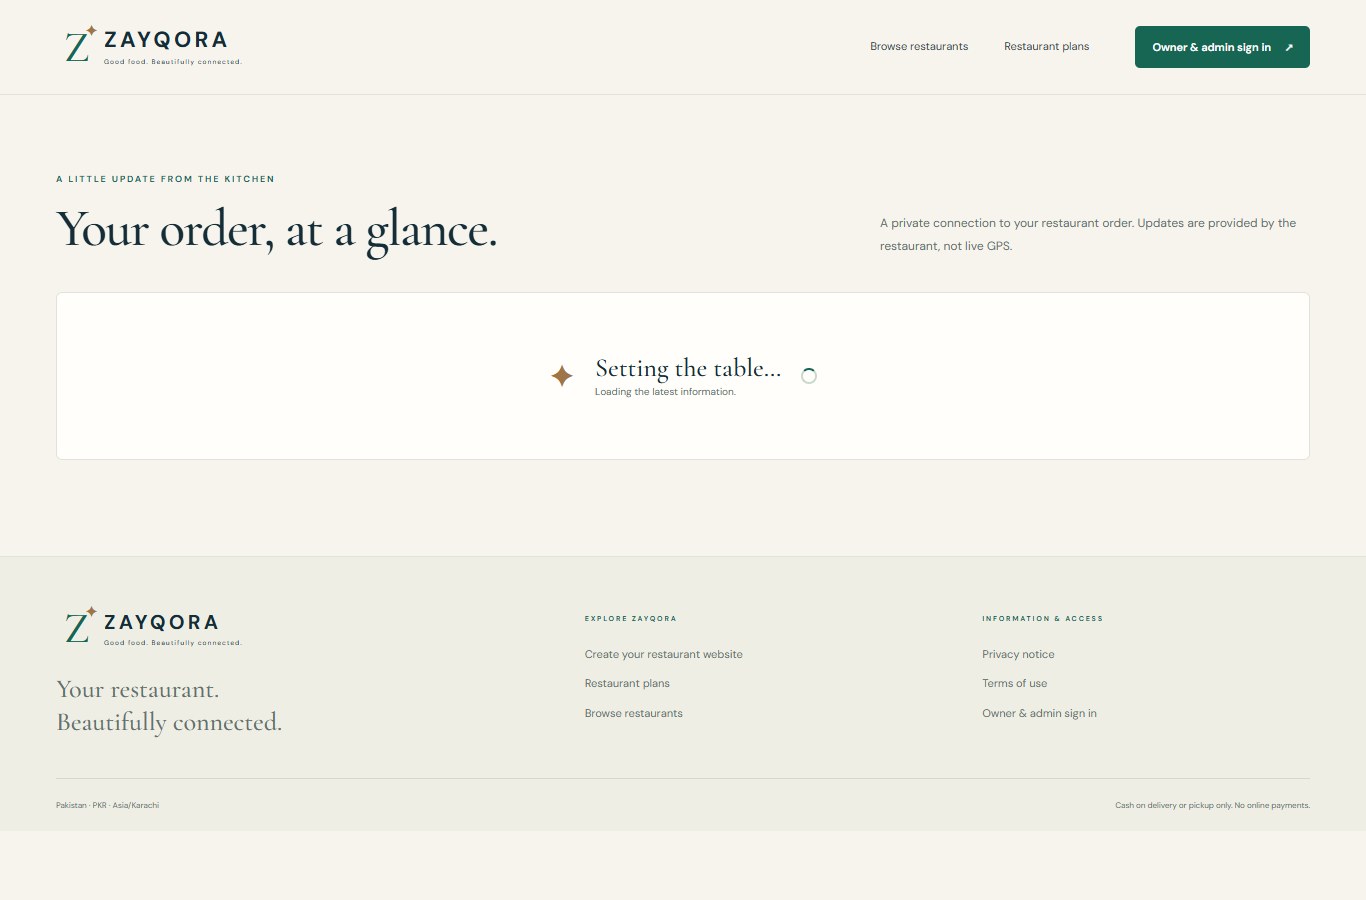 ZAYQORA
Good food. Beautifully connected.
Browse restaurants
Restaurant plans
Owner & admin sign in ↗
A LITTLE UPDATE FROM THE KITCHEN
Your order, at a glance.
A private connection to your restaurant order. Updates are provided by the
restaurant, not live GPS.
Setting the table...
Loading the latest information.
ZAYQORA
Good food. Beautifully connected.
Your restaurant.
Beautifully connected.
EXPLORE ZAYQORA
Create your restaurant website
Restaurant plans
Browse restaurants
INFORMATION & ACCESS
Privacy notice
Terms of use
Owner & admin sign in
Pakistan · PKR · Asia/Karachi
Cash on delivery or pickup only. No online payments.